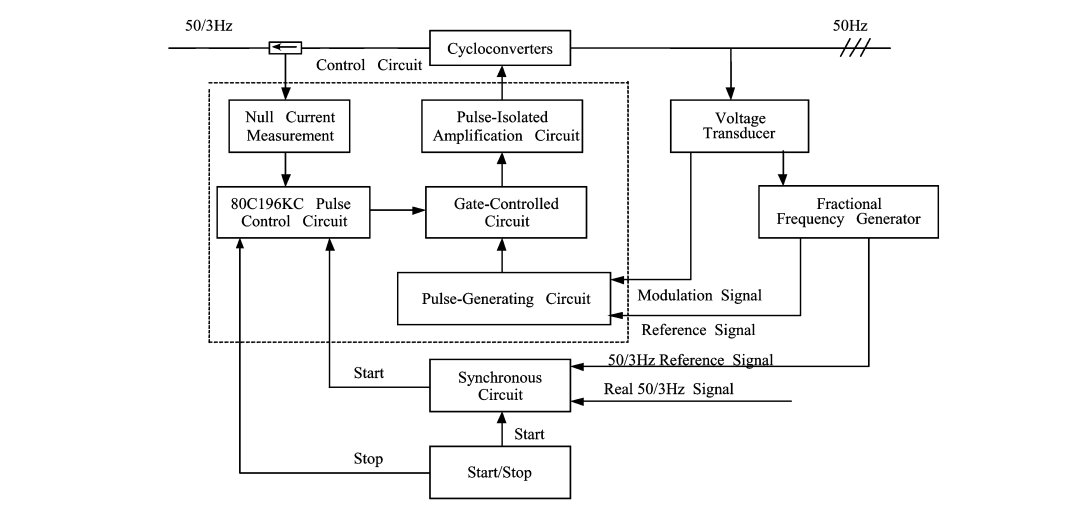 50/3Hz
50Hz
Cycloconverters
Control Circuit
Null Current
Measurement
Pulse-Isolated
Amplification Circuit
Voltage
Transducer
80C196KC Pulse
Control Circuit
Gate-Controlled
Circuit
Fractional
Frequency Generator
Pulse-Generating Circuit
Modulation Signal
Reference Signal
50/3Hz Reference Signal
Start
Synchronous
Circuit
Real 50/3Hz Signal
Start
Stop
Start/Stop